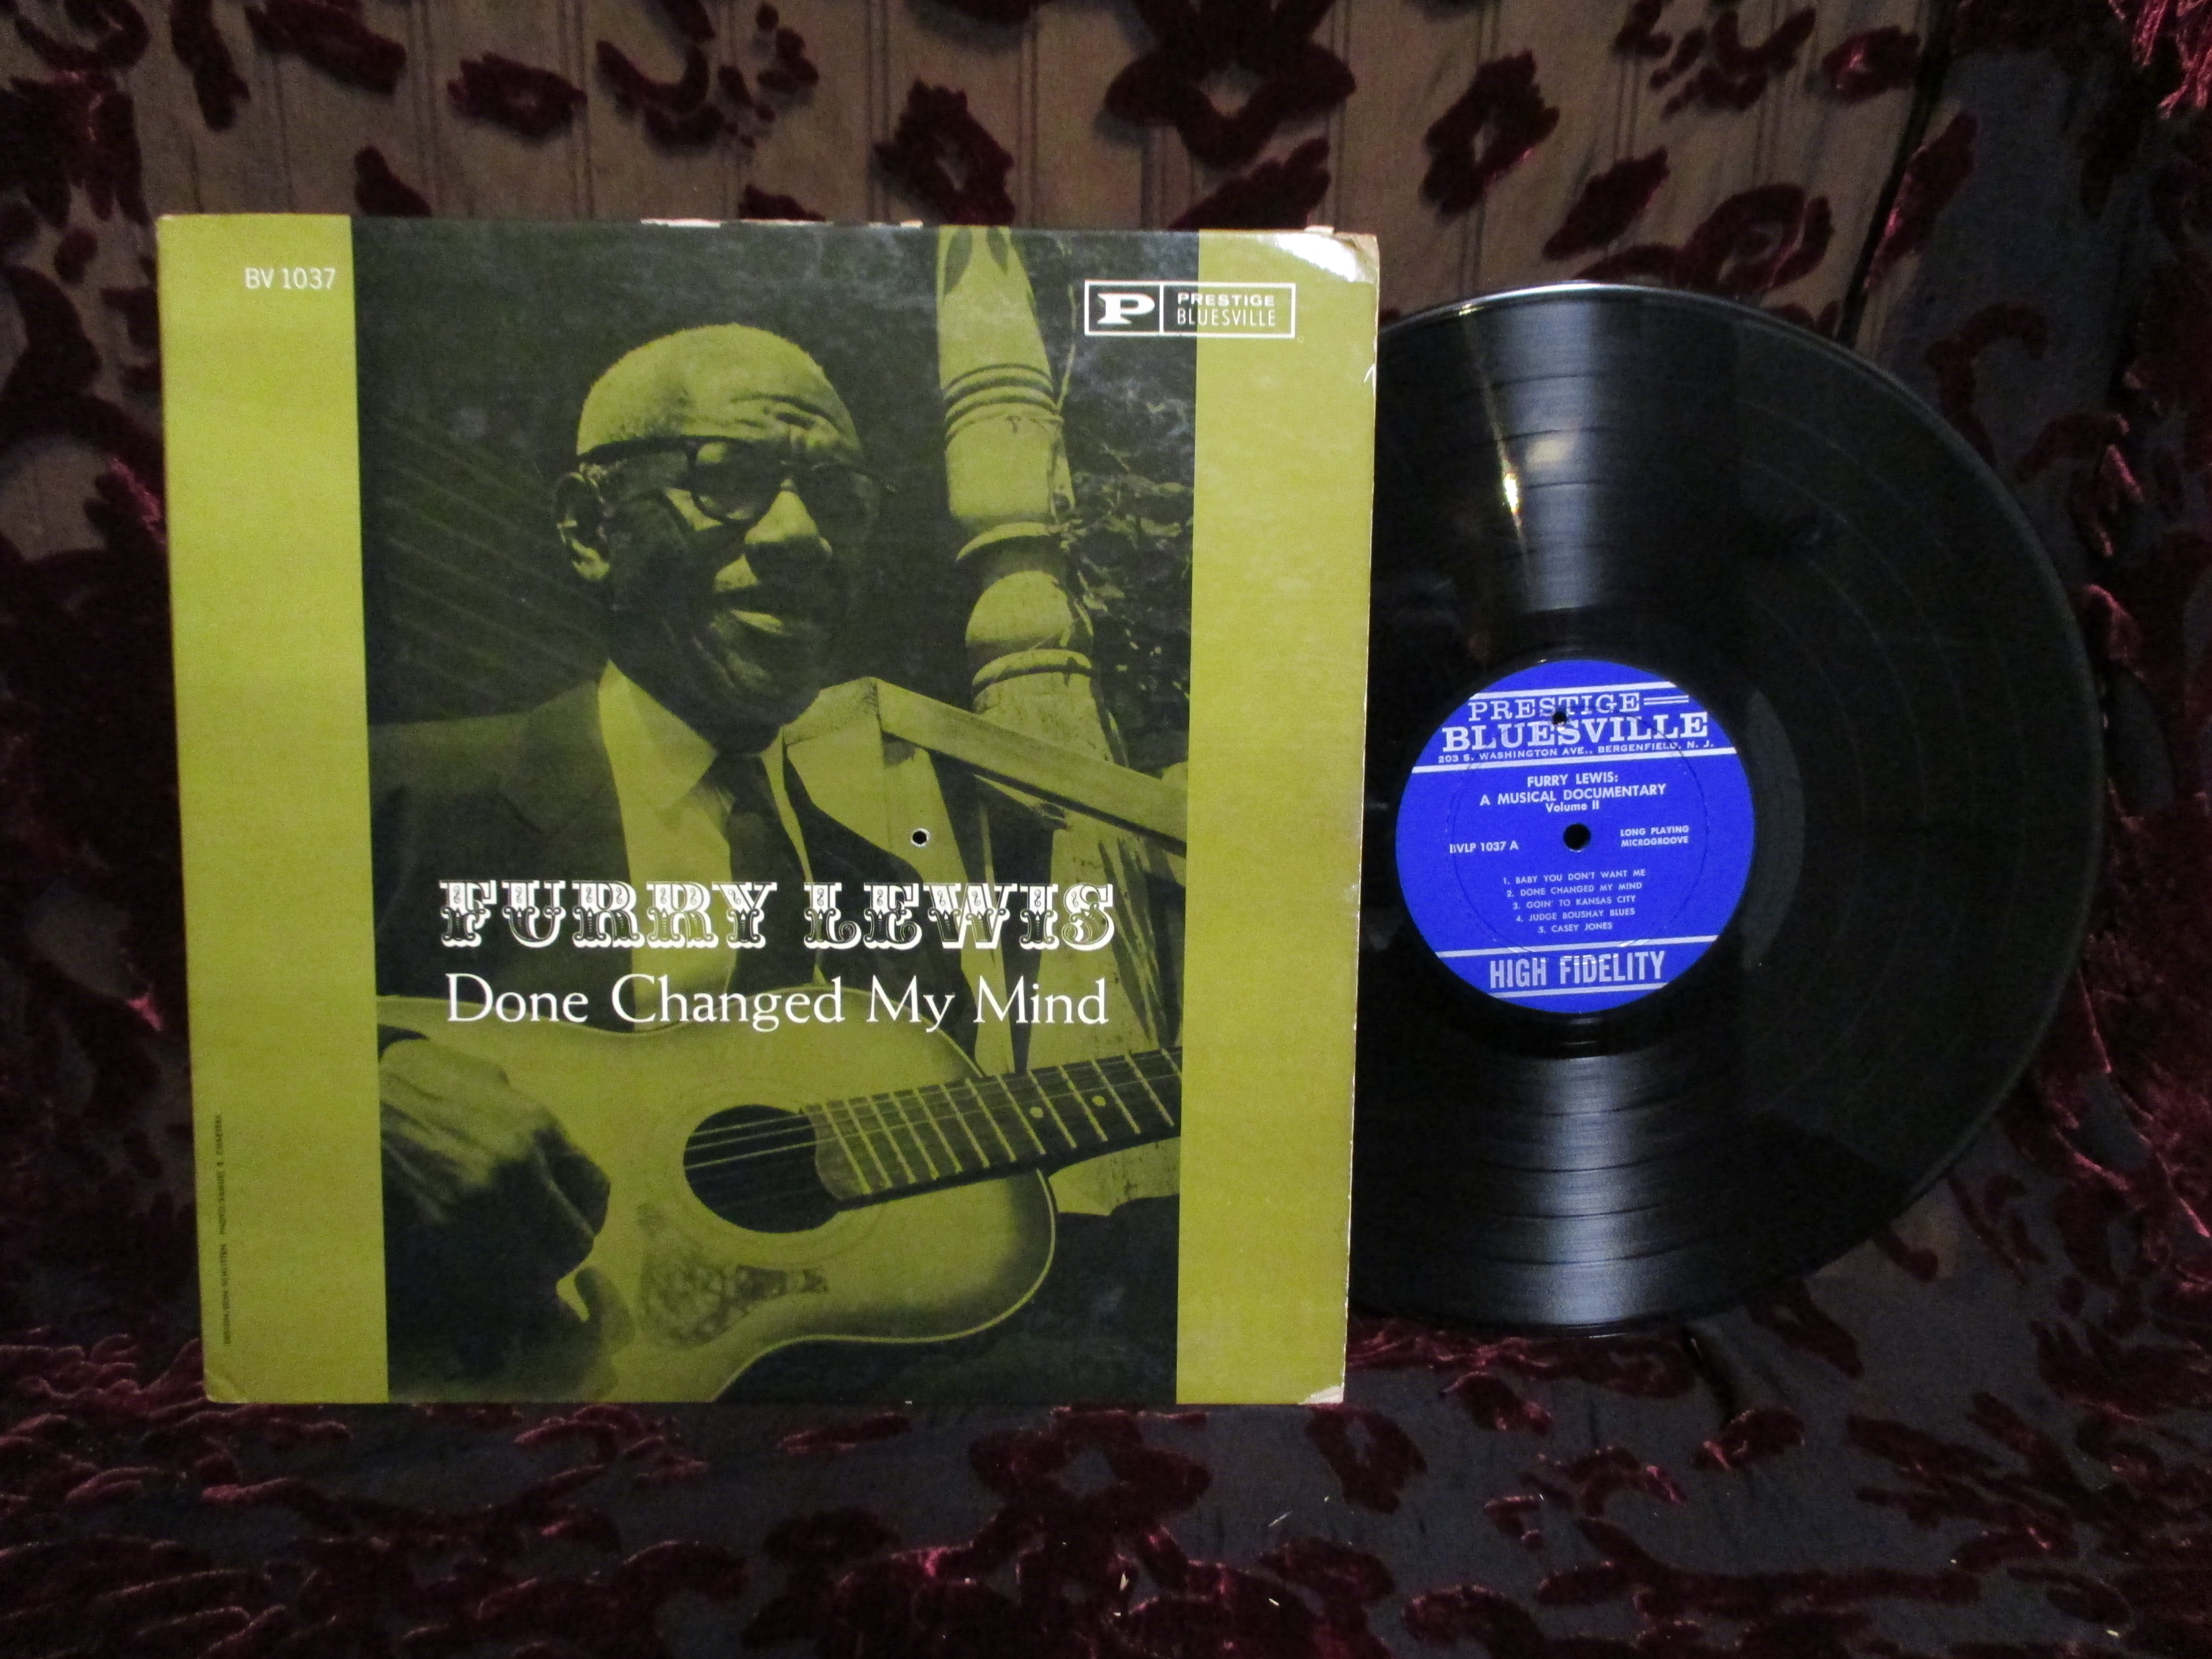 BV 1037
P
PRESTIGE
BLUESVILLE
FURRY LEWIS
Done Changed My Mind
PRESTIGE
BLUESVILLE
203 S. WASHINGTON AVE., BERGENFIELD, N. J.
FURRY LEWIS:
A MUSICAL DOCUMENTARY
Volume II
BVLP 1037 A
LONG PLAYING
MICROGROOVE
1. BABY YOU DON'T WANT ME
2. DONE CHANGED MY MIND
3. GOIN' TO KANSAS CITY
4. JUDGE BOUSHAY BLUES
5. CASEY JONES
HIGH FIDELITY